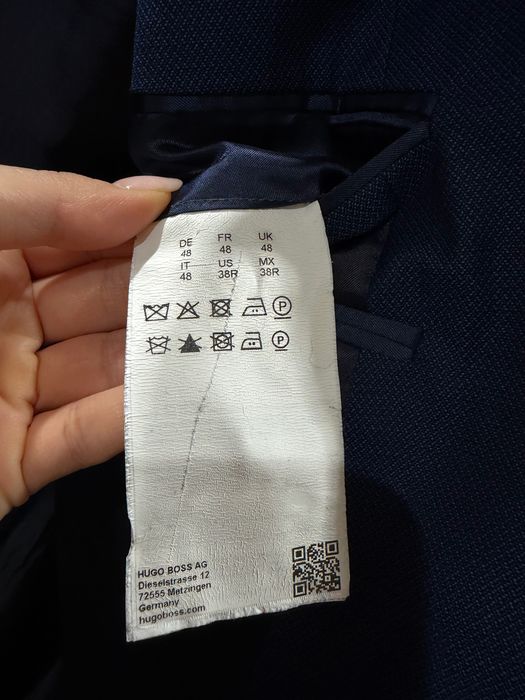 DE FR UK
48 48 48
IT US MX
48 38R 38R
P
P
HUGO BOSS AG
Dieselstrasse 12
72555 Metzingen
Germany
hugoboss.com